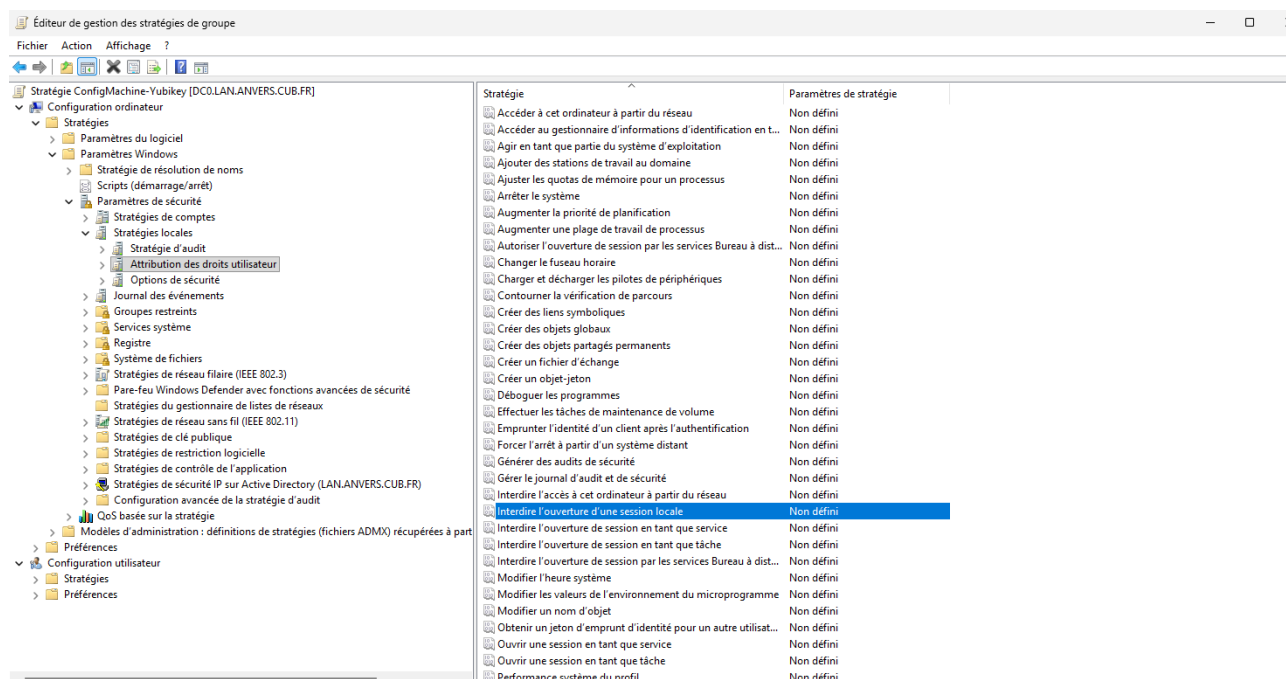 Éditeur de gestion des stratégies de groupe
Fichier Action Affichage ?
Stratégie ConfigMachine-Yubikey [DC0.LAN.ANVERS.CUB.FR]
Configuration ordinateur
Stratégies
Paramètres du logiciel
Paramètres Windows
Stratégie de résolution de noms
Scripts (démarrage/arrêt)
Paramètres de sécurité
Stratégies de comptes
Stratégies locales
Stratégie d'audit
Attribution des droits utilisateur
Options de sécurité
Journal des événements
Groupes restreints
Services système
Registre
Système de fichiers
Stratégies de réseau filaire (IEEE 802.3)
Pare-feu Windows Defender avec fonctions avancées de sécurité
Stratégies du gestionnaire de listes de réseaux
Stratégies de réseau sans fil (IEEE 802.11)
Stratégies de clé publique
Stratégies de restriction logicielle
Stratégies de contrôle de l'application
Stratégies de sécurité IP sur Active Directory (LAN.ANVERS.CUB.FR)
Configuration avancée de la stratégie d'audit
QoS basée sur la stratégie
Modèles d'administration : définitions de stratégies (fichiers ADMX) récupérées à part
Préférences
Configuration utilisateur
Stratégies
Préférences
Stratégie Paramètres de stratégie
Accéder à cet ordinateur à partir du réseau Non défini
Accéder au gestionnaire d'informations d'identification en t... Non défini
Agir en tant que partie du système d'exploitation Non défini
Ajouter des stations de travail au domaine Non défini
Ajuster les quotas de mémoire pour un processus Non défini
Arrêter le système Non défini
Augmenter la priorité de planification Non défini
Augmenter une plage de travail de processus Non défini
Autoriser l'ouverture de session par les services Bureau à dist... Non défini
Changer le fuseau horaire Non défini
Charger et décharger les pilotes de périphériques Non défini
Contourner la vérification de parcours Non défini
Créer des liens symboliques Non défini
Créer des objets globaux Non défini
Créer des objets partagés permanents Non défini
Créer un fichier d'échange Non défini
Créer un objet-jeton Non défini
Déboguer les programmes Non défini
Effectuer les tâches de maintenance de volume Non défini
Emprunter l'identité d'un client après l'authentification Non défini
Forcer l'arrêt à partir d'un système distant Non défini
Générer des audits de sécurité Non défini
Gérer le journal d'audit et de sécurité Non défini
Interdire l'accès à cet ordinateur à partir du réseau Non défini
Interdire l'ouverture d'une session locale Non défini
Interdire l'ouverture de session en tant que service Non défini
Interdire l'ouverture de session en tant que tâche Non défini
Interdire l'ouverture de session par les services Bureau à dist... Non défini
Modifier l'heure système Non défini
Modifier les valeurs de l'environnement du microprogramme Non défini
Modifier un nom d'objet Non défini
Obtenir un jeton d'emprunt d'identité pour un autre utilisat... Non défini
Ouvrir une session en tant que service Non défini
Ouvrir une session en tant que tâche Non défini
Performance système du profil Non défini